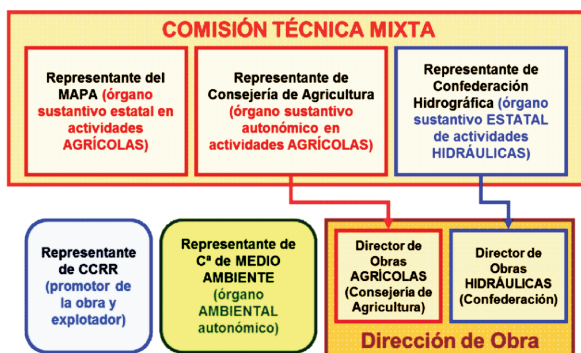 COMISIÓN TÉCNICA MIXTA
Representante del
MAPA (órgano
sustantivo estatal en
actividades
AGRÍCOLAS)
Representante de
Consejería de Agricultura
(órgano sustantivo
autonómico en
actividades AGRÍCOLAS)
Representante de
Confederación
Hidrográfica (órgano
sustantivo ESTATAL
de actividades
HIDRÁULICAS)
Representante
de CCRR
(promotor de
la obra y
explotador)
Representante de
Cª de MEDIO
AMBIENTE
(órgano
AMBIENTAL
autonómico)
Director de
Obras
AGRÍCOLAS
(Consejería de
Agricultura)
Director de
Obras
HIDRÁULICAS
(Confederación)
Dirección de Obra